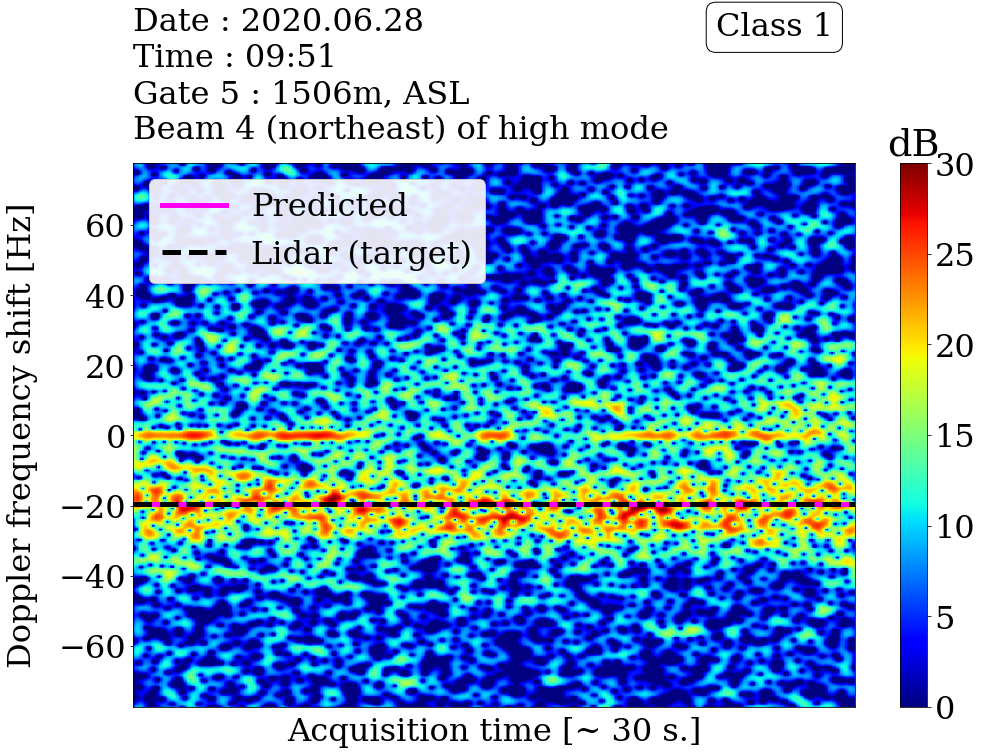 Date : 2020.06.28
Time : 09:51
Gate 5 : 1506m, ASL
Beam 4 (northeast) of high mode
Class 1
dB
Predicted
Lidar (target)
Doppler frequency shift [Hz]
60
40
20
0
−20
−40
−60
30
25
20
15
10
5
0
Acquisition time [~ 30 s.]